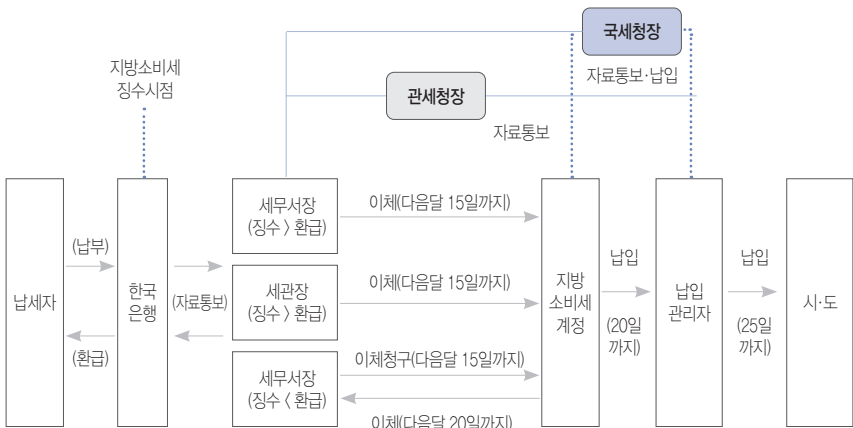 국세청장
지방소비세
징수시점
자료통보·납입
관세청장
자료통보
납세자
(납부)
(환급)
한국
은행
(자료통보)
세무서장
(징수 > 환급)
이체(다음달 15일까지)
세관장
(징수 > 환급)
이체(다음달 15일까지)
세무서장
(징수 < 환급)
이체청구(다음달 15일까지)
이체(다음달 20일까지)
지방
소비세
계정
납입
(20일
까지)
납입
관리자
납입
(25일
까지)
시·도